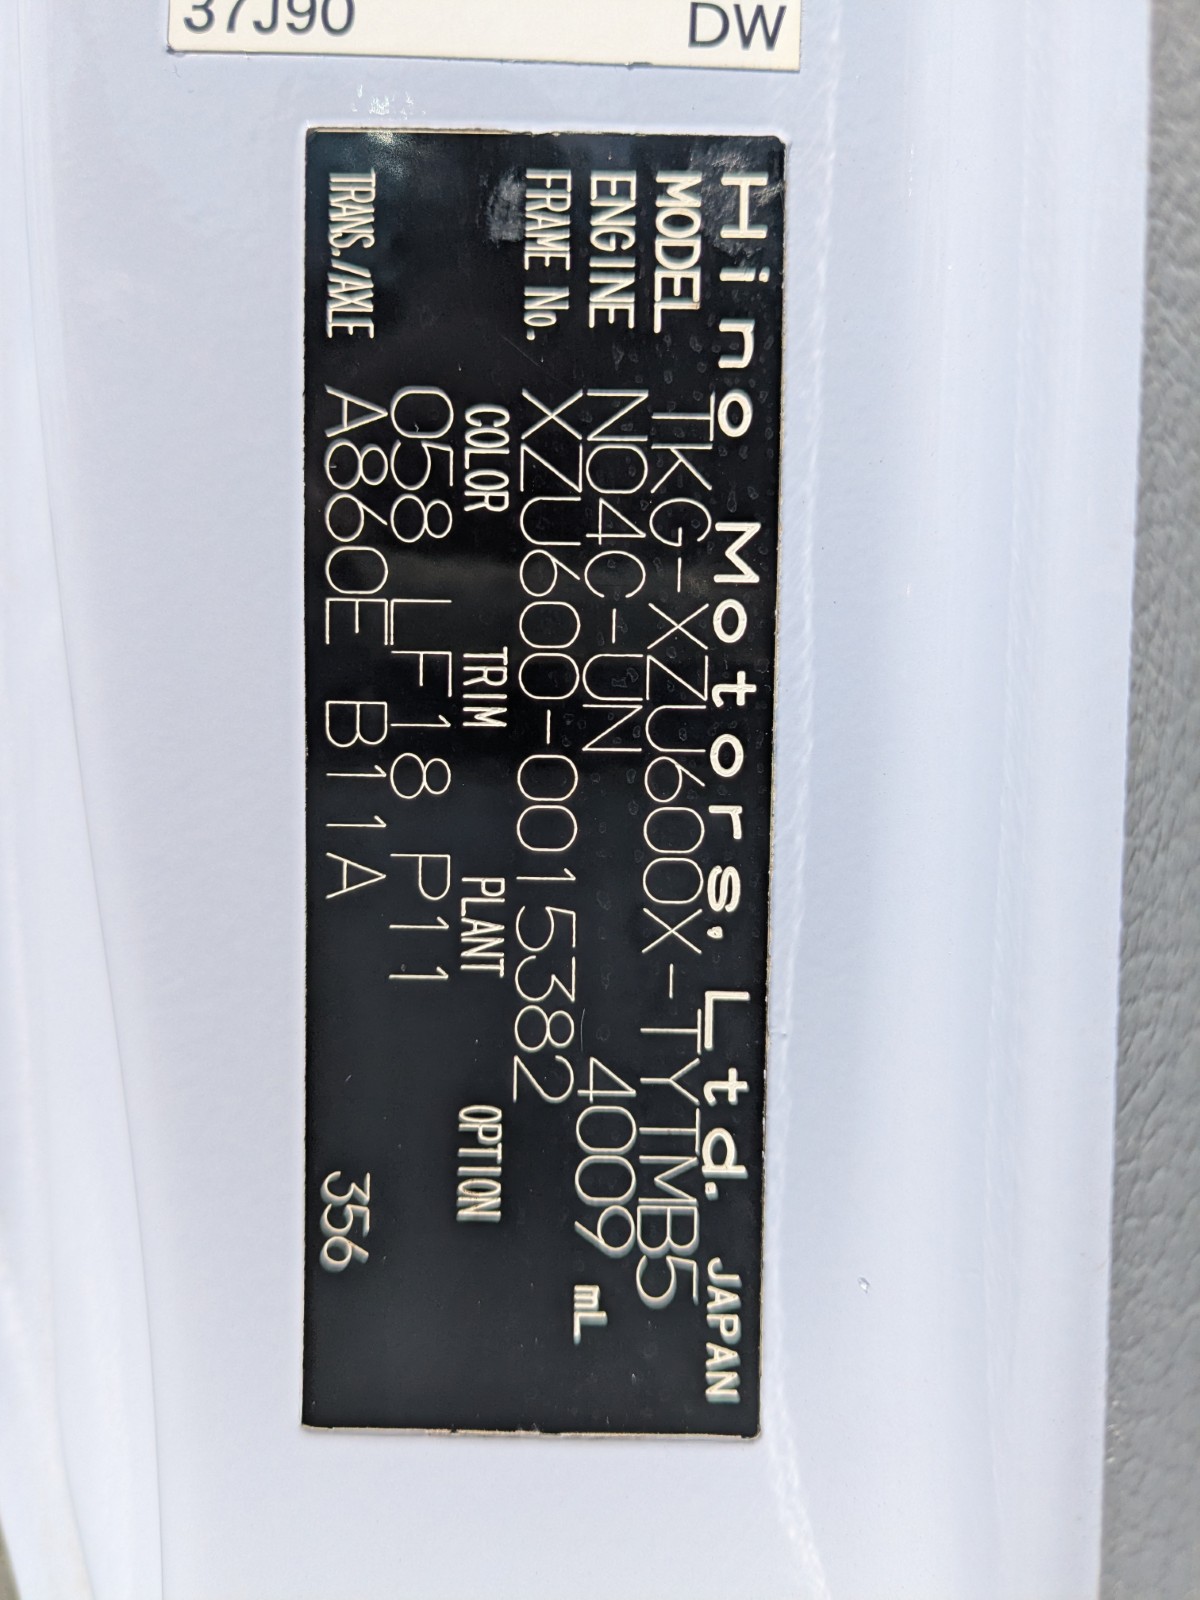 37J90 DW
Hino Motors, Ltd. JAPAN
MODEL TKG-XZU600X-TYTMB5
ENGINE N04C-UN 4009 mL
FRAME No. XZU600-0015382
COLOR TRIM PLANT OPTION
058 LF18 P11
TRANS./AXLE A860E B11A 356